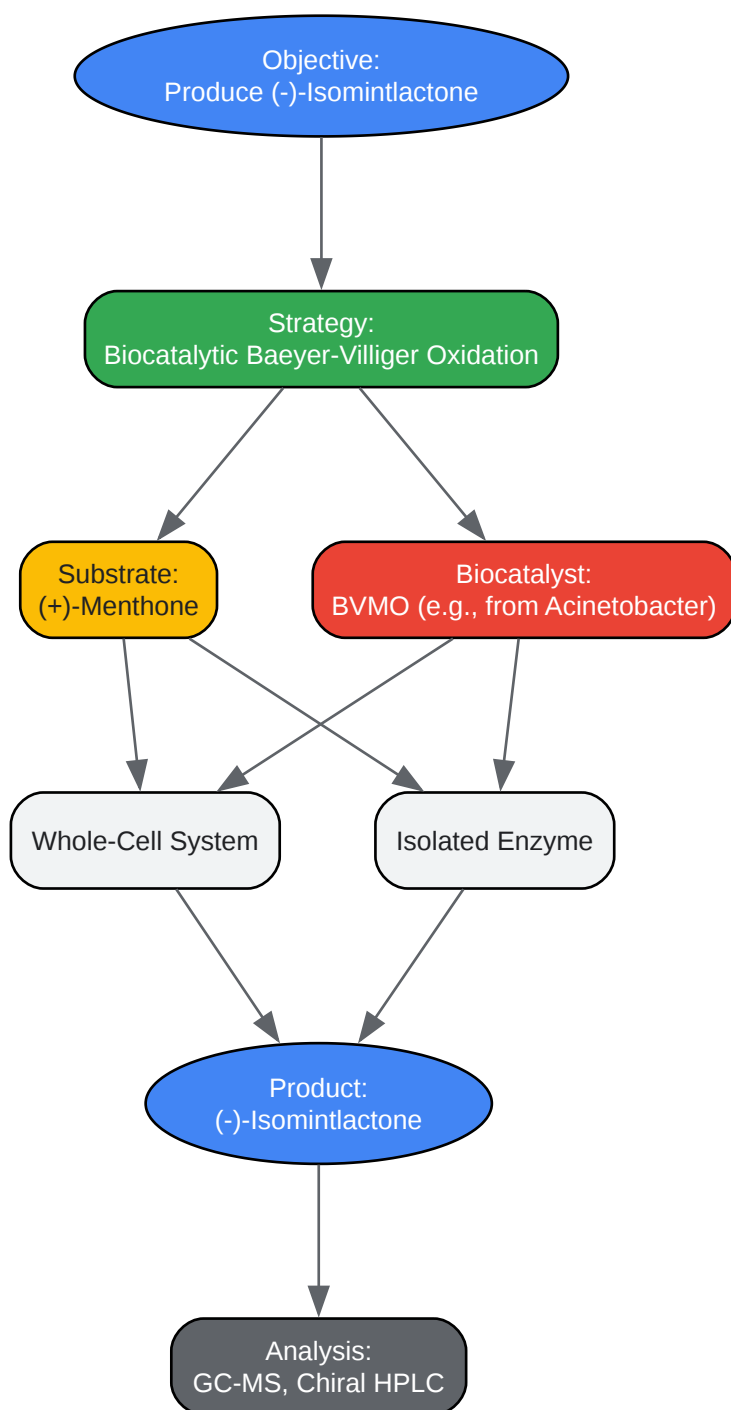 Objective:
Produce (-)-Isomintlactone
Strategy:
Biocatalytic Baeyer-Villiger Oxidation
Substrate:
(+)-Menthone
Biocatalyst:
BVMO (e.g., from Acinetobacter)
Whole-Cell System
Isolated Enzyme
Product:
(-)-Isomintlactone
Analysis:
GC-MS, Chiral HPLC